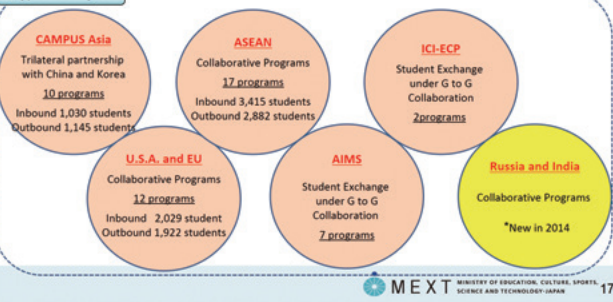 CAMPUS Asia
Trilateral partnership
with China and Korea
10 programs
Inbound 1,030 students
Outbound 1,145 students
ASEAN
Collaborative Programs
17 programs
Inbound 3,415 students
Outbound 2,882 students
ICI-ECP
Student Exchange
under G to G
Collaboration
2programs
U.S.A. and EU
Collaborative Programs
12 programs
Inbound 2,029 student
Outbound 1,922 students
AIMS
Student Exchange
under G to G
Collaboration
7 programs
Russia and India
Collaborative Programs
*New in 2014
MEXT
MINISTRY OF EDUCATION, CULTURE, SPORTS,
SCIENCE AND TECHNOLOGY-JAPAN
17